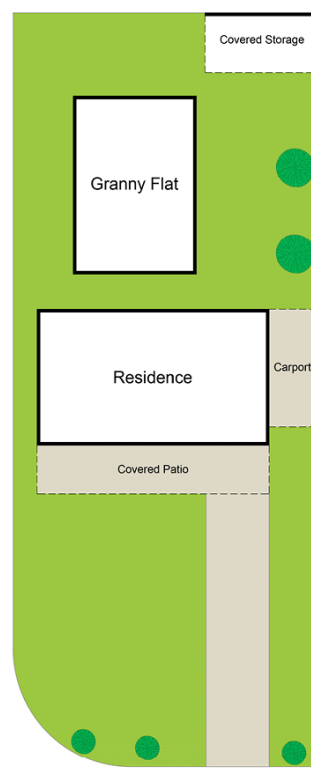 Covered Storage
Granny Flat
Residence
Carport
Covered Patio